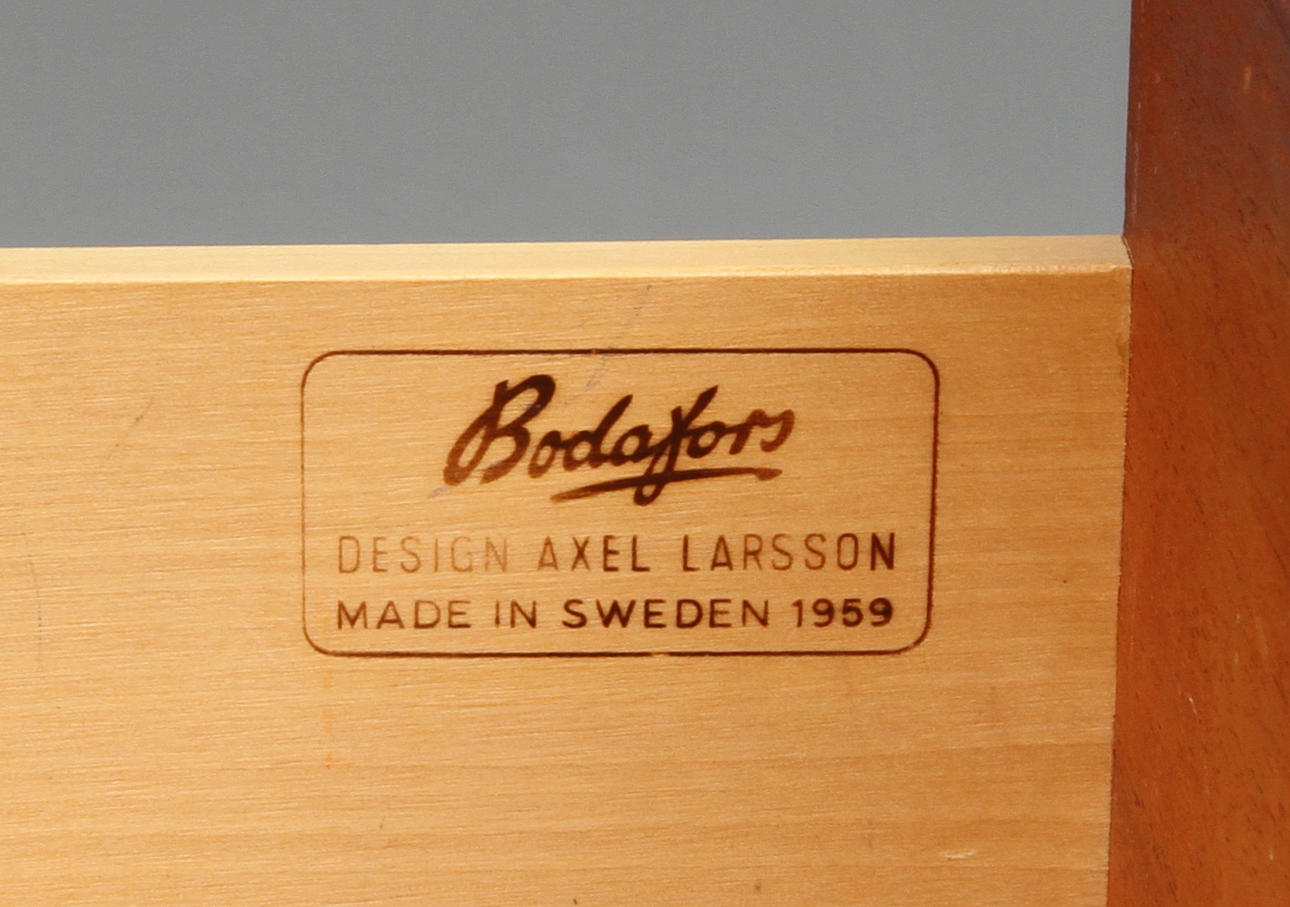 Bodafors
DESIGN AXEL LARSSON
MADE IN SWEDEN 1959